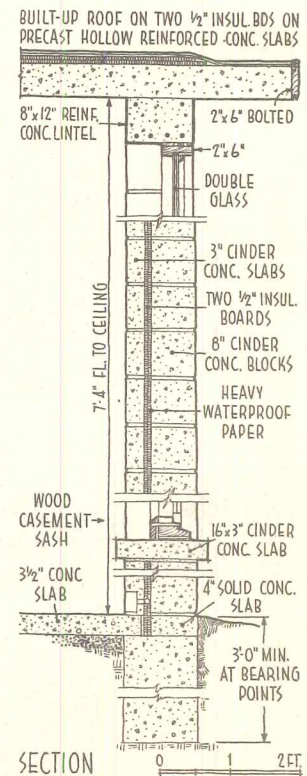 BUILT-UP ROOF ON TWO ½" INSUL. BDS ON
PRECAST HOLLOW REINFORCED CONC. SLABS
8"x12" REINF.
CONC. LINTEL
2"x6" BOLTED
2"x6"
DOUBLE
GLASS
3" CINDER
CONC. SLABS
TWO ½" INSUL.
BOARDS
8" CINDER
CONC. BLOCKS
7'-4" FL. TO CEILING
HEAVY
WATERPROOF
PAPER
WOOD
CASEMENT
SASH
16"x3" CINDER
CONC. SLAB
3½" CONC
SLAB
4" SOLID CONC.
SLAB
3'-0" MIN.
AT BEARING
POINTS
SECTION
0 1 2 FT.